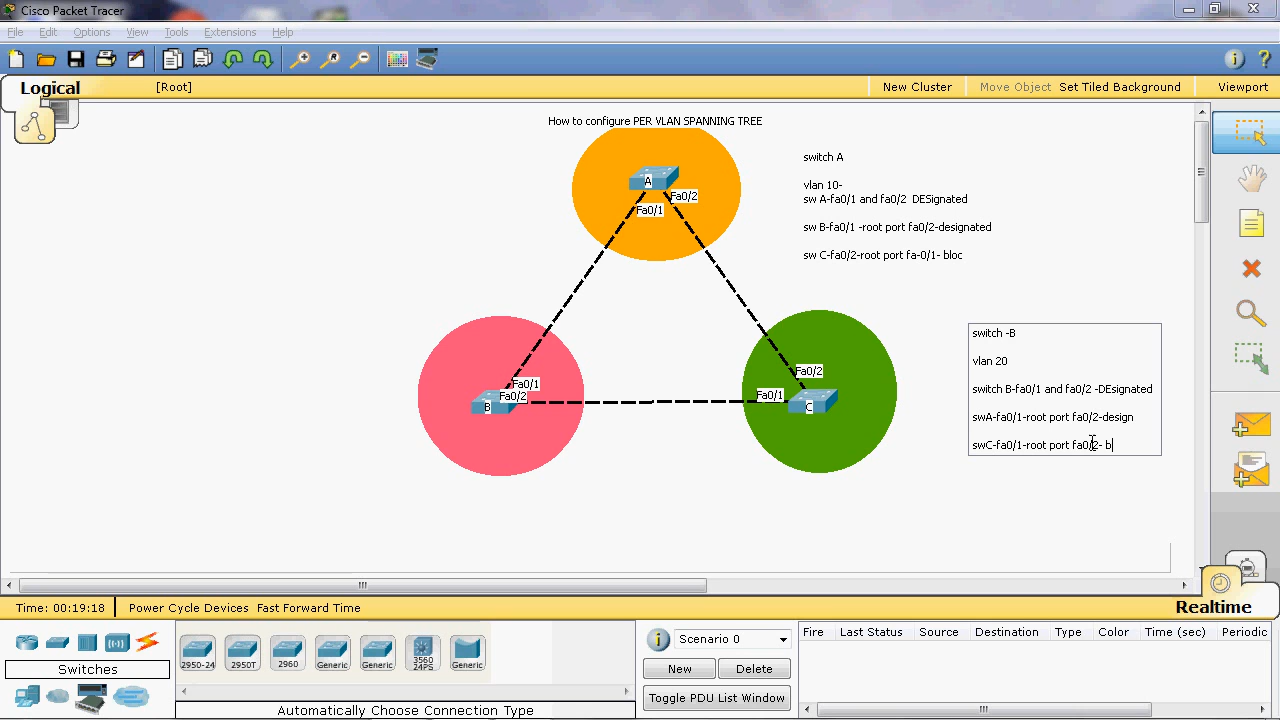 Cisco Packet Tracer
File Edit Options View Tools Extensions Help
Logical
[Root]
New Cluster
Move Object
Set Tiled Background
Viewport
How to configure PER VLAN SPANNING TREE
A
Fa0/2
Fa0/1
switch A
vlan 10-
sw A-fa0/1 and fa0/2 DESignated
sw B-fa0/1 -root port fa0/2-designated
sw C-fa0/2-root port fa-0/1- bloc
Fa0/1
Fa0/2
B
Fa0/2
Fa0/1
C
switch -B
vlan 20
switch B-fa0/1 and fa0/2 -DEsignated
swA-fa0/1-root port fa0/2-design
swC-fa0/1-root port fa0/2- b
Time: 00:19:18
Power Cycle Devices Fast Forward Time
Realtime
Switches
2950-24
2950T
2960
Generic
Generic
3560
24PS
Generic
Automatically Choose Connection Type
Scenario 0
New
Delete
Toggle PDU List Window
Fire Last Status Source Destination Type Color Time (sec) Periodic